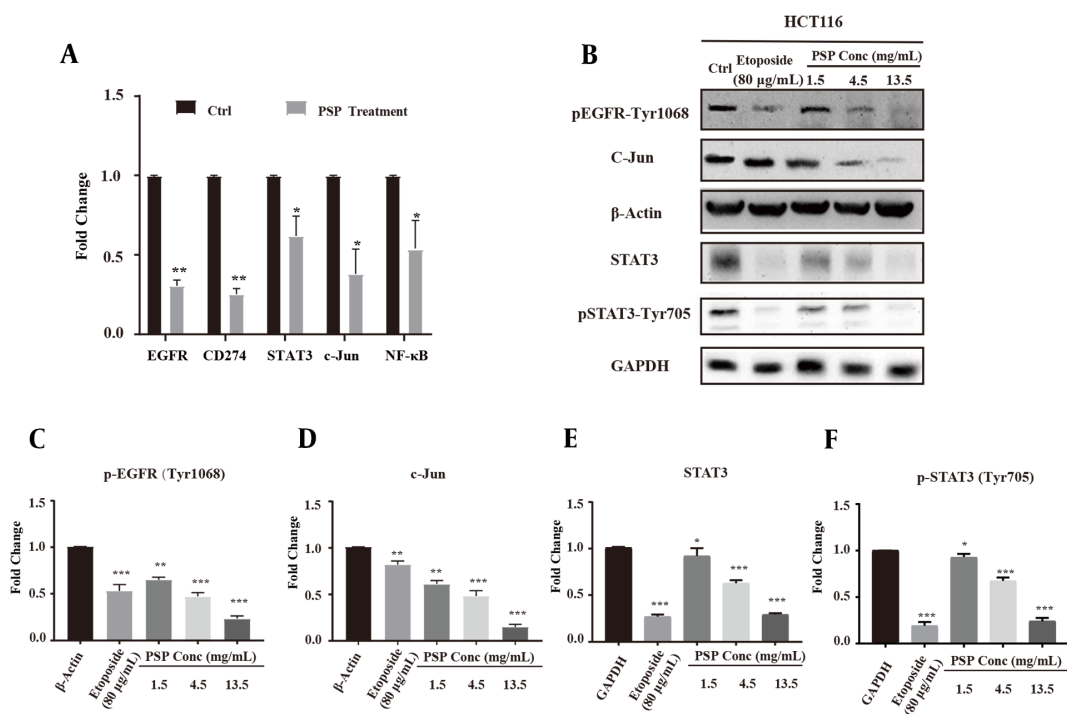 A
1.5
1.0
0.5
0.0
Fold Change
Ctrl
PSP Treatment
**
**
*
*
*
EGFR CD274 STAT3 c-Jun NF-κB
B
HCT116
Ctrl Etoposide (80 μg/mL) PSP Conc (mg/mL)
1.5 4.5 13.5
pEGFR-Tyr1068
C-Jun
β-Actin
STAT3
pSTAT3-Tyr705
GAPDH
C
p-EGFR (Tyr1068)
1.5
1.0
0.5
0.0
Fold Change
***
**
***
***
β-Actin
Etoposide
(80 μg/mL)
PSP Conc (mg/mL)
1.5 4.5 13.5
D
c-Jun
1.5
1.0
0.5
0.0
Fold Change
**
**
***
***
β-Actin
Etoposide
(80 μg/mL)
PSP Conc (mg/mL)
1.5 4.5 13.5
E
STAT3
1.5
1.0
0.5
0.0
Fold Change
***
*
***
***
GAPDH
Etoposide
(80 μg/mL)
PSP Conc (mg/mL)
1.5 4.5 13.5
F
p-STAT3 (Tyr705)
1.5
1.0
0.5
0.0
Fold Change
***
*
***
***
GAPDH
Etoposide
(80 μg/mL)
PSP Conc (mg/mL)
1.5 4.5 13.5